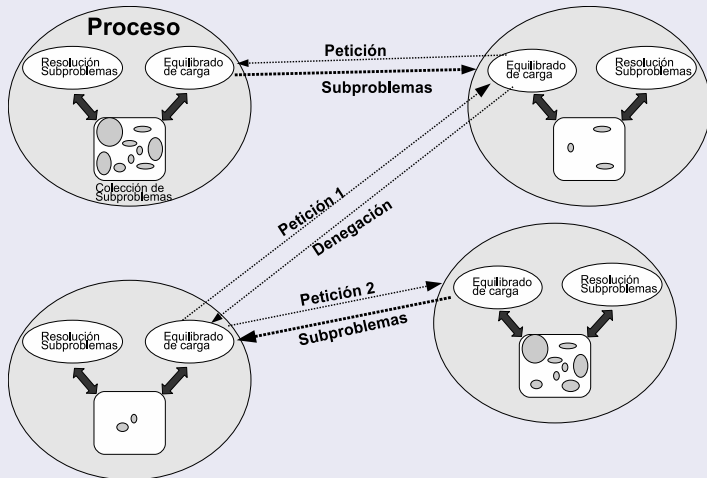 Proceso
Resolución
Subproblemas
Equilibrado
de carga
Colección de
Subproblemas
Petición
Subproblemas
Equilibrado
de carga
Resolución
Subproblemas
Petición 1
Denegación
Petición 2
Subproblemas
Equilibrado
de carga
Resolución
Subproblemas
Resolución
Subproblemas
Equilibrado
de carga